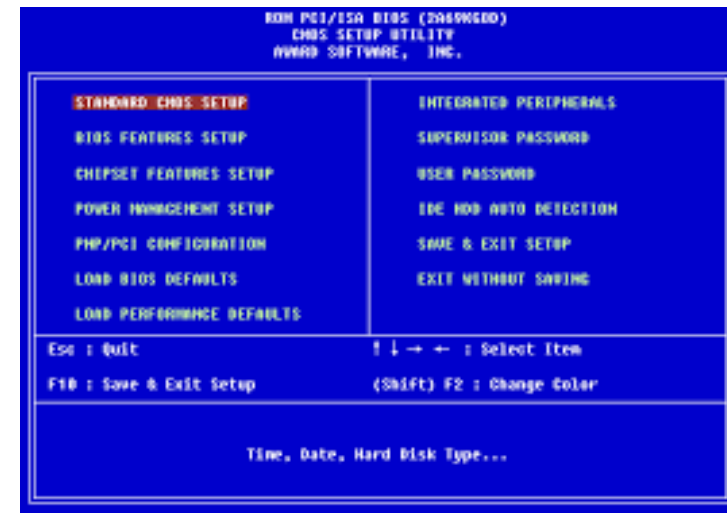 ROM PCI/ISA BIOS (2A69KG0D)
CMOS SETUP UTILITY
AWARD SOFTWARE, INC.
STANDARD CMOS SETUP
BIOS FEATURES SETUP
CHIPSET FEATURES SETUP
POWER MANAGEMENT SETUP
PNP/PCI CONFIGURATION
LOAD BIOS DEFAULTS
LOAD PERFORMANCE DEFAULTS
INTEGRATED PERIPHERALS
SUPERVISOR PASSWORD
USER PASSWORD
IDE HDD AUTO DETECTION
SAVE & EXIT SETUP
EXIT WITHOUT SAVING
Esc : Quit
F10 : Save & Exit Setup
↑ ↓ → ← : Select Item
(Shift) F2 : Change Color
Time, Date, Hard Disk Type...